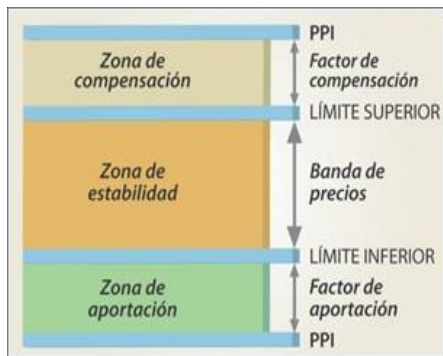 PPI
Zona de
compensación
Factor de
compensación
LÍMITE SUPERIOR
Zona de
estabilidad
Banda de
precios
LÍMITE INFERIOR
Zona de
aportación
Factor de
aportación
PPI